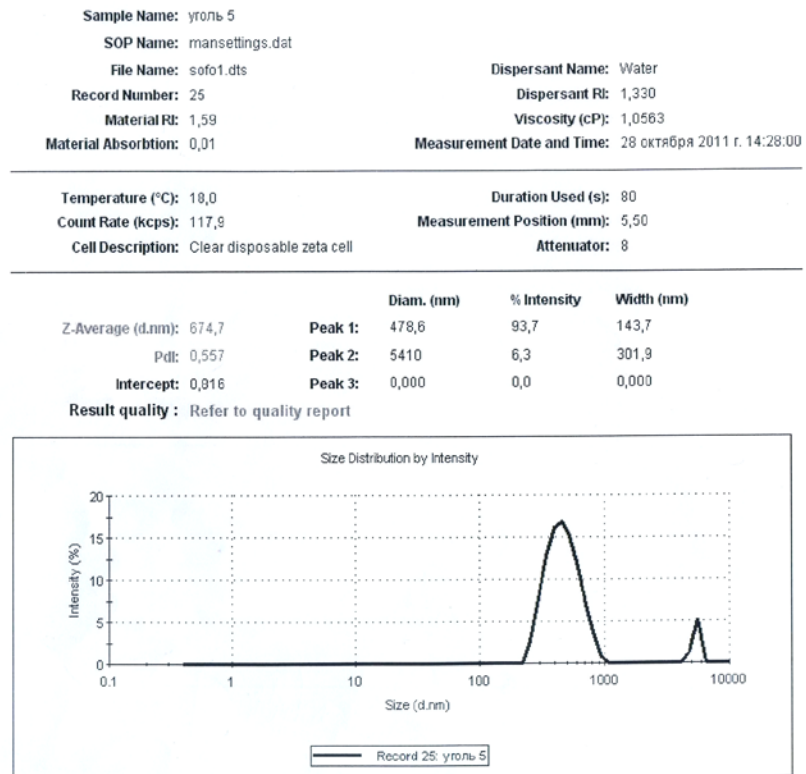 Sample Name: уголь 5
SOP Name: mansettings.dat
File Name: sofo1.dts Dispersant Name: Water
Record Number: 25 Dispersant RI: 1,330
Material RI: 1,59 Viscosity (cP): 1,0563
Material Absorbtion: 0,01 Measurement Date and Time: 28 октября 2011 г. 14:28:00
Temperature (°C): 18,0 Duration Used (s): 80
Count Rate (kcps): 117,9 Measurement Position (mm): 5,50
Cell Description: Clear disposable zeta cell Attenuator: 8
Diam. (nm) % Intensity Width (nm)
Z-Average (d.nm): 674,7 Peak 1: 478,6 93,7 143,7
PdI: 0,557 Peak 2: 5410 6,3 301,9
Intercept: 0,916 Peak 3: 0,000 0,0 0,000
Result quality : Refer to quality report
Size Distribution by Intensity
Intensity (%)
20
15
10
5
0
0.1 1 10 100 1000 10000
Size (d.nm)
Record 25: уголь 5